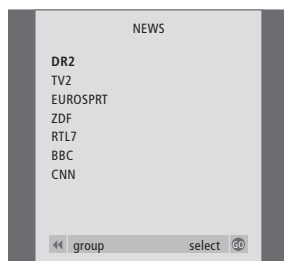 NEWS
DR2
TV2
EUROSPRT
ZDF
RTL7
BBC
CNN
group select GO